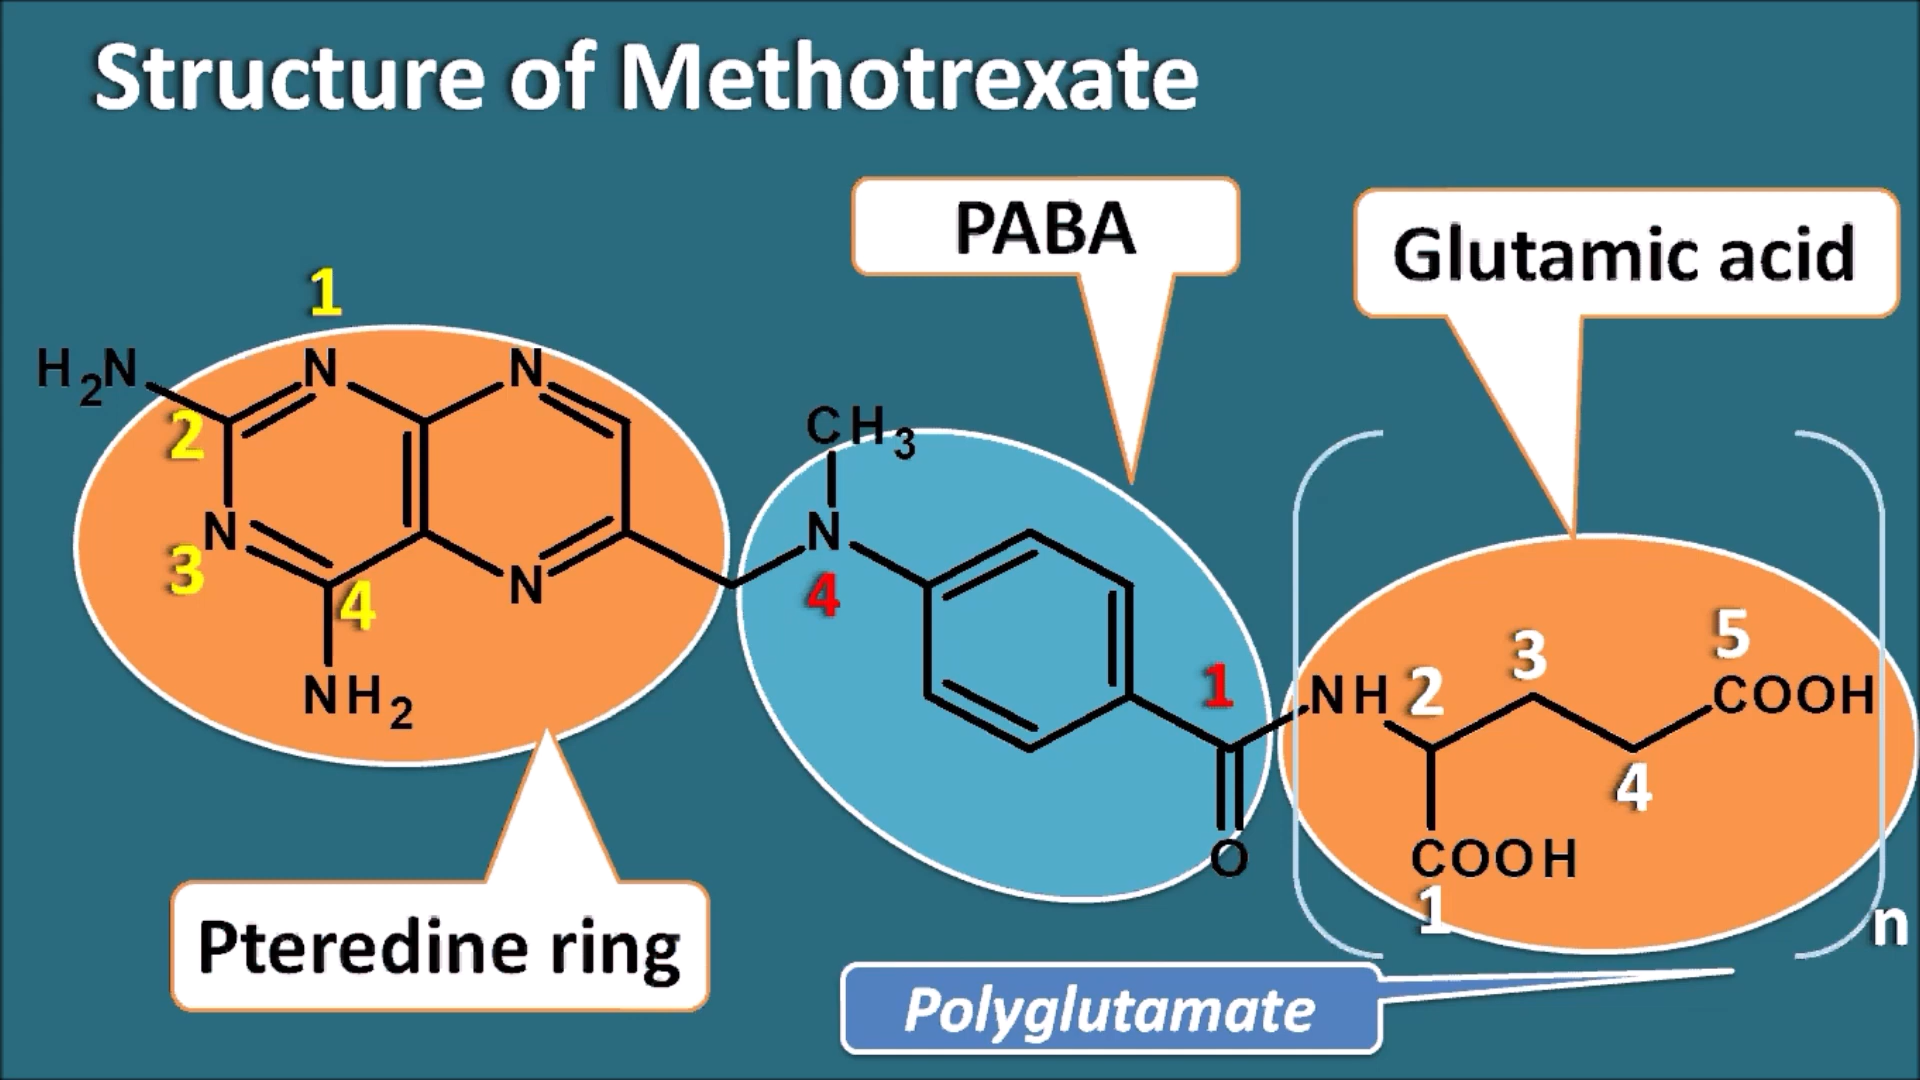 Structure of Methotrexate
PABA
Glutamic acid
1
H2N
N
N
2
CH3
N
3
N
4
N
4
NH2
1
NH
2
3
4
5
COOH
O
COOH
1
n
Pteredine ring
Polyglutamate